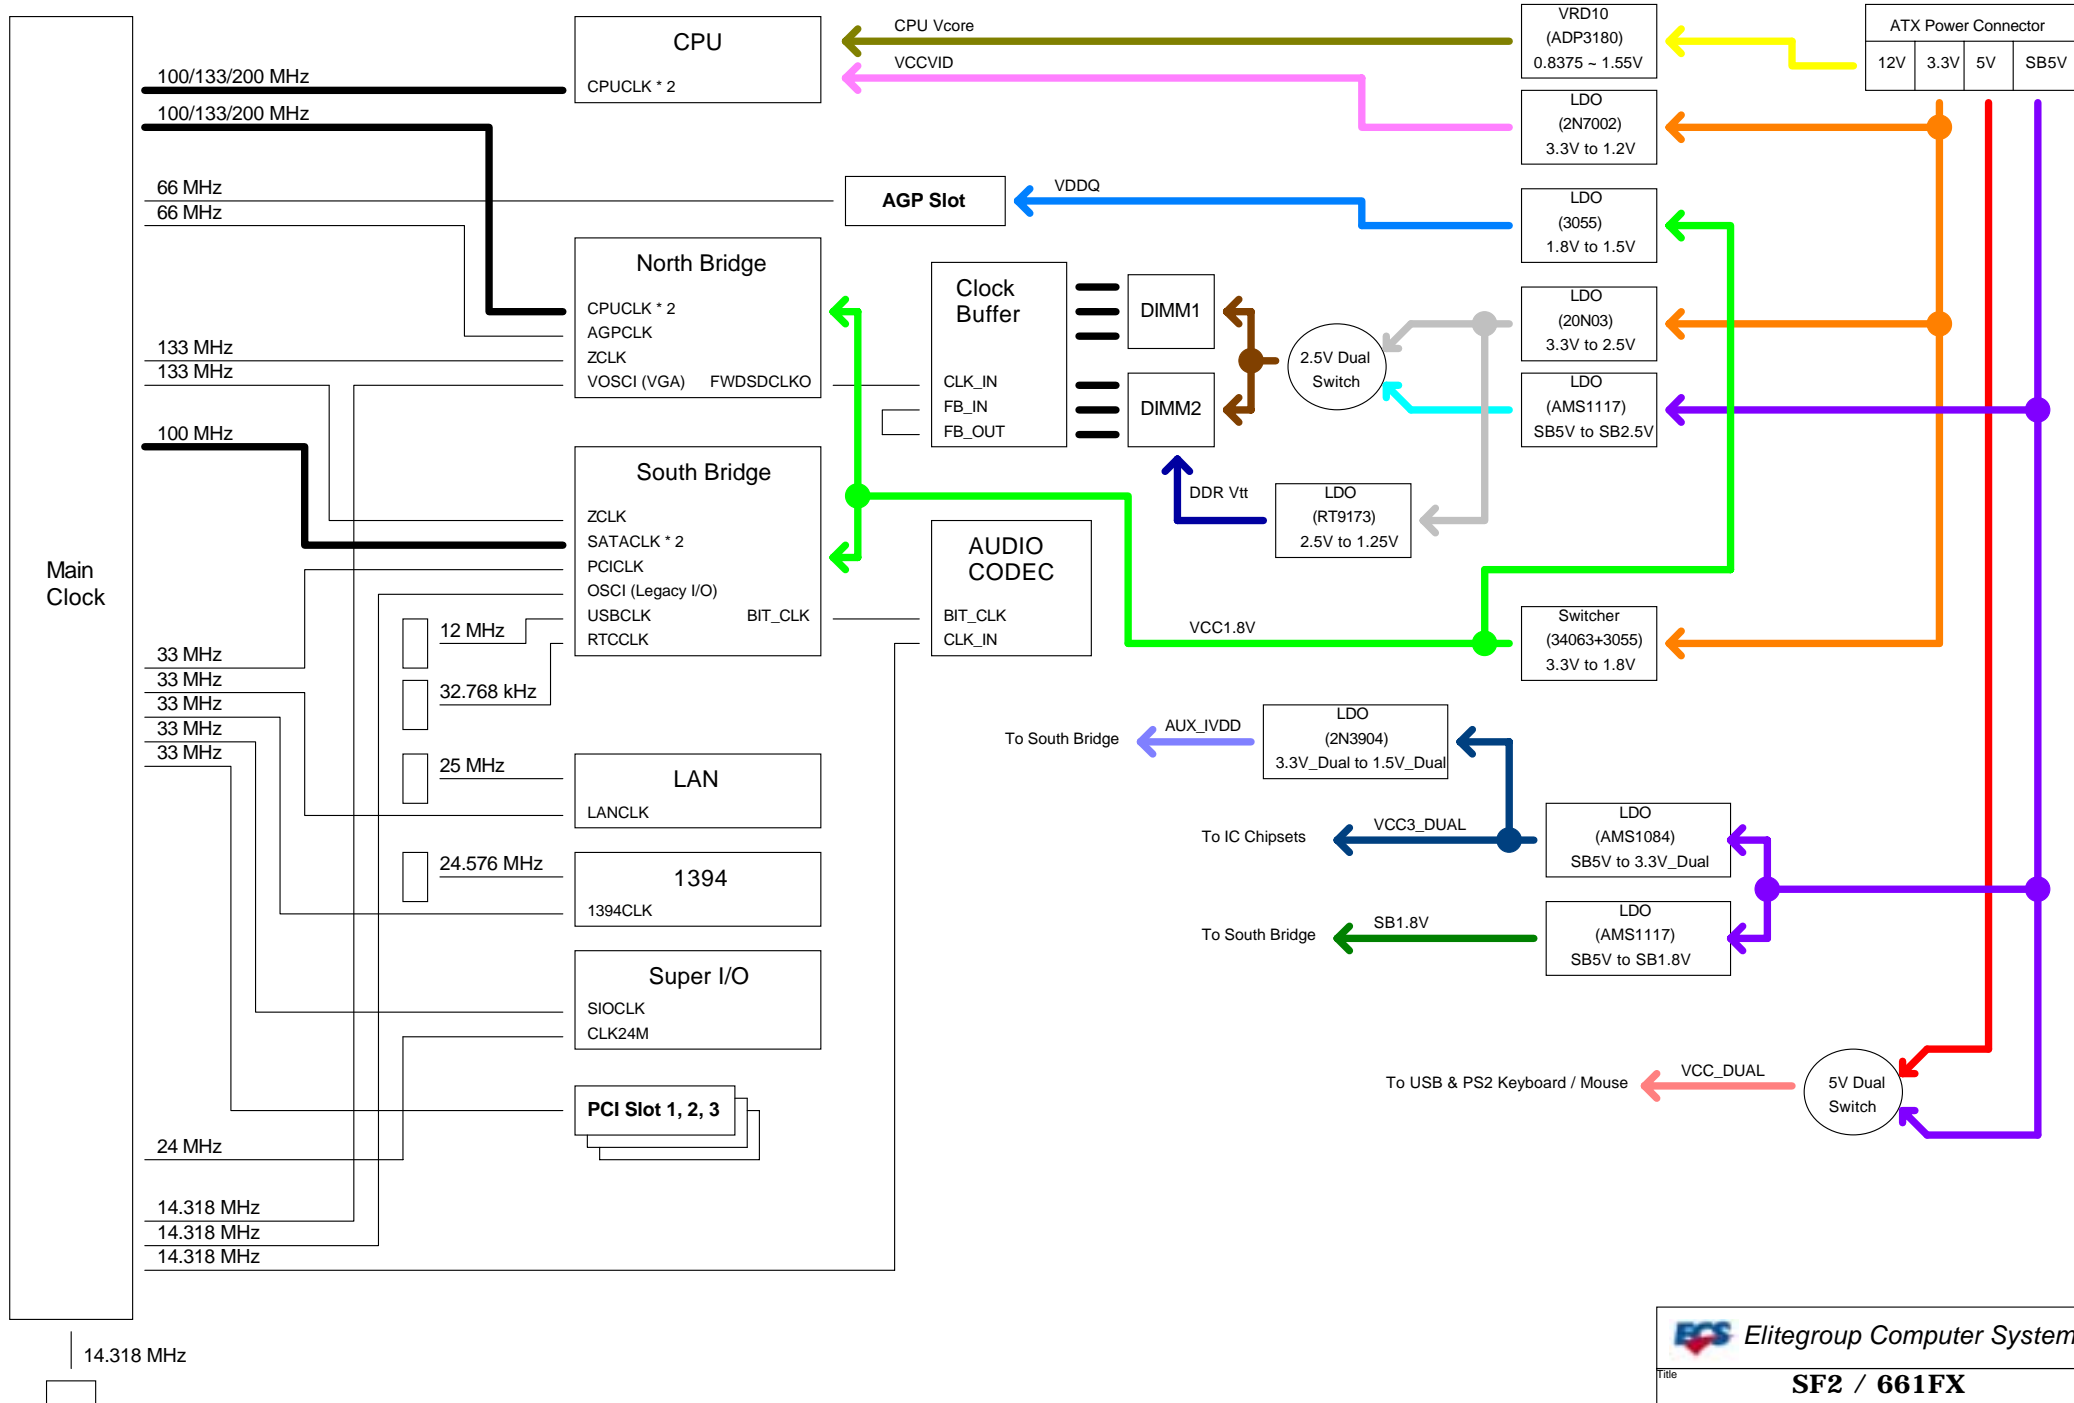 Main
Clock
100/133/200 MHz
100/133/200 MHz
66 MHz
66 MHz
133 MHz
133 MHz
100 MHz
33 MHz
33 MHz
33 MHz
33 MHz
33 MHz
24 MHz
14.318 MHz
14.318 MHz
14.318 MHz
14.318 MHz
12 MHz
32.768 kHz
25 MHz
24.576 MHz
CPU
CPUCLK * 2
North Bridge
CPUCLK * 2
AGPCLK
ZCLK
VOSCI (VGA) FWDSDCLKO
South Bridge
ZCLK
SATACLK * 2
PCICLK
OSCI (Legacy I/O)
USBCLK BIT_CLK
RTCCLK
LAN
LANCLK
1394
1394CLK
Super I/O
SIOCLK
CLK24M
PCI Slot 1, 2, 3
AGP Slot
Clock
Buffer
CLK_IN
FB_IN
FB_OUT
AUDIO
CODEC
BIT_CLK
CLK_IN
DIMM1
DIMM2
CPU Vcore
VCCVID
VDDQ
2.5V Dual
Switch
DDR Vtt
LDO
(RT9173)
2.5V to 1.25V
VCC1.8V
VRD10
(ADP3180)
0.8375 ~ 1.55V
LDO
(2N7002)
3.3V to 1.2V
LDO
(3055)
1.8V to 1.5V
LDO
(20N03)
3.3V to 2.5V
LDO
(AMS1117)
SB5V to SB2.5V
Switcher
(34063+3055)
3.3V to 1.8V
ATX Power Connector
12V 3.3V 5V SB5V
To South Bridge
AUX_IVDD
LDO
(2N3904)
3.3V_Dual to 1.5V_Dual
To IC Chipsets
VCC3_DUAL
LDO
(AMS1084)
SB5V to 3.3V_Dual
To South Bridge
SB1.8V
LDO
(AMS1117)
SB5V to SB1.8V
To USB & PS2 Keyboard / Mouse
VCC_DUAL
5V Dual
Switch
ECS Elitegroup Computer System
Title
SF2 / 661FX